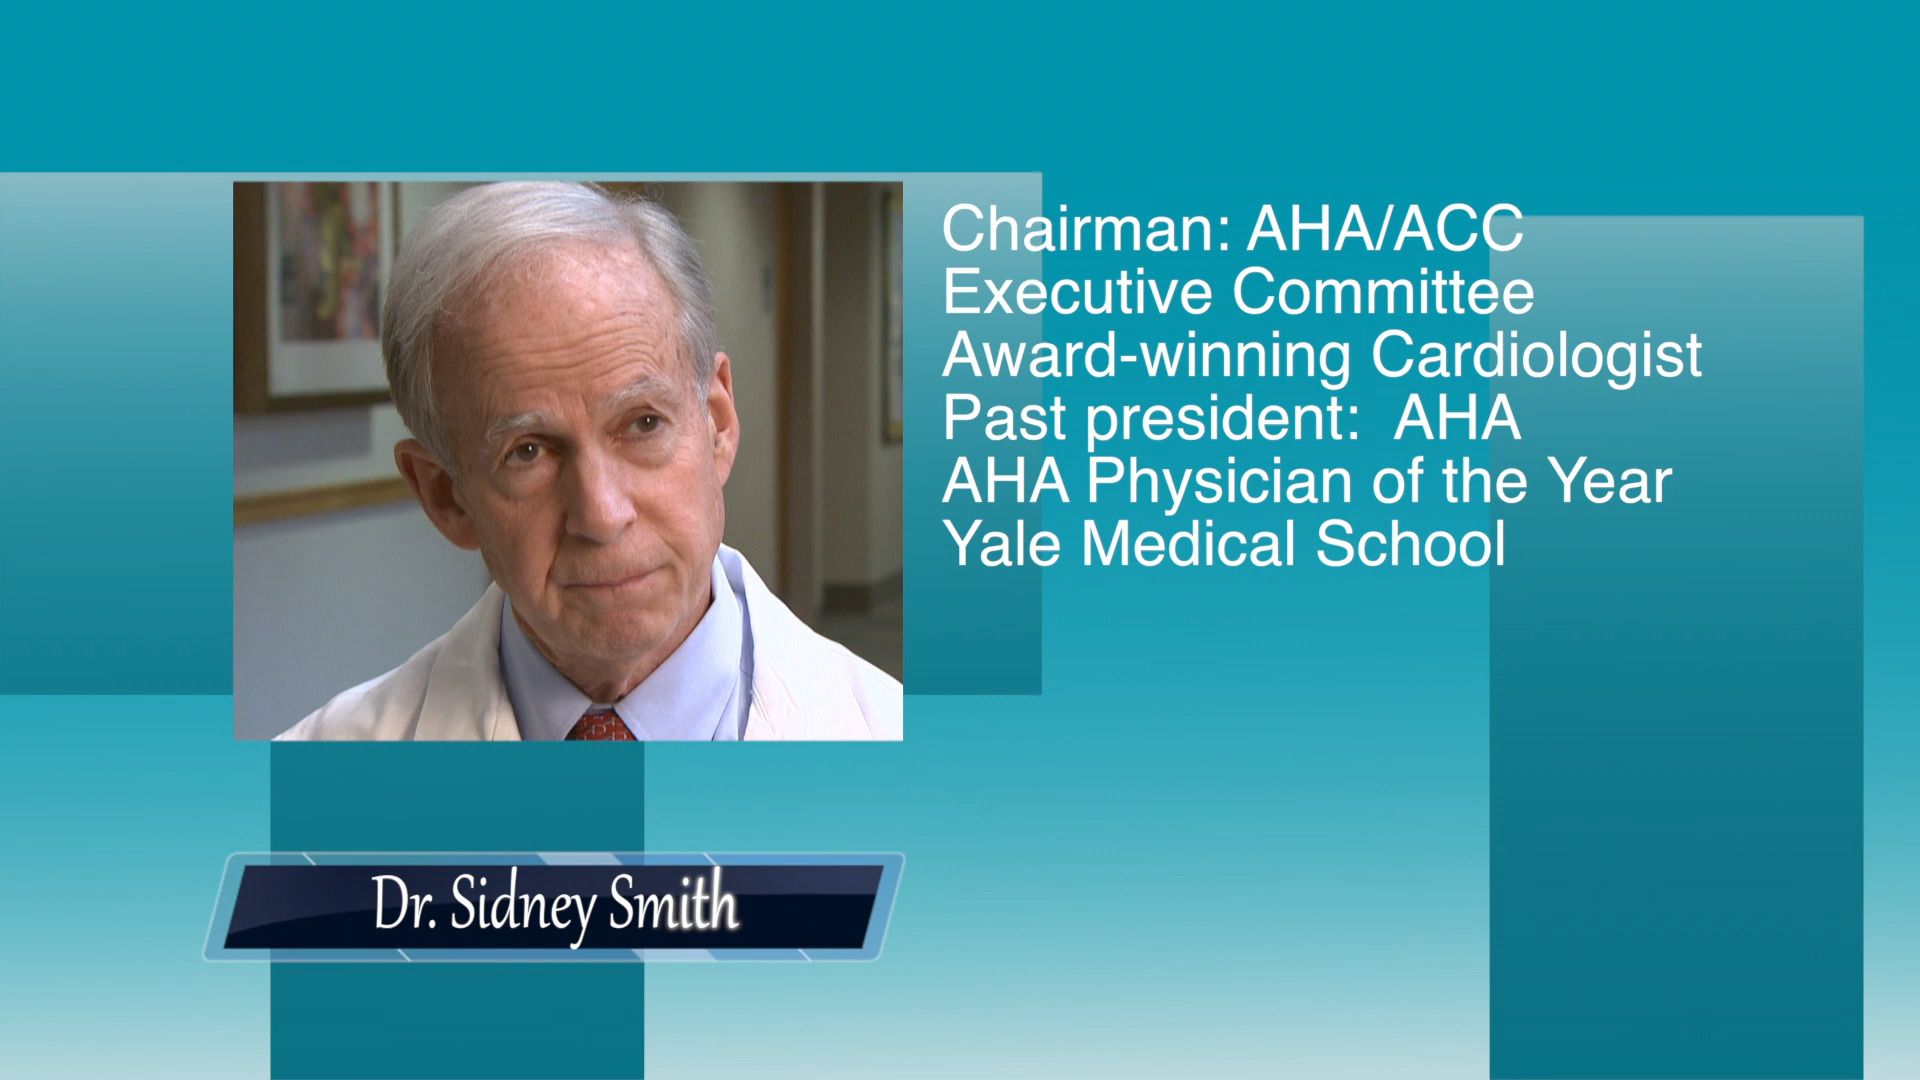 Chairman: AHA/ACC
Executive Committee
Award-winning Cardiologist
Past president:  AHA
AHA Physician of the Year
Yale Medical School
Dr. Sidney Smith